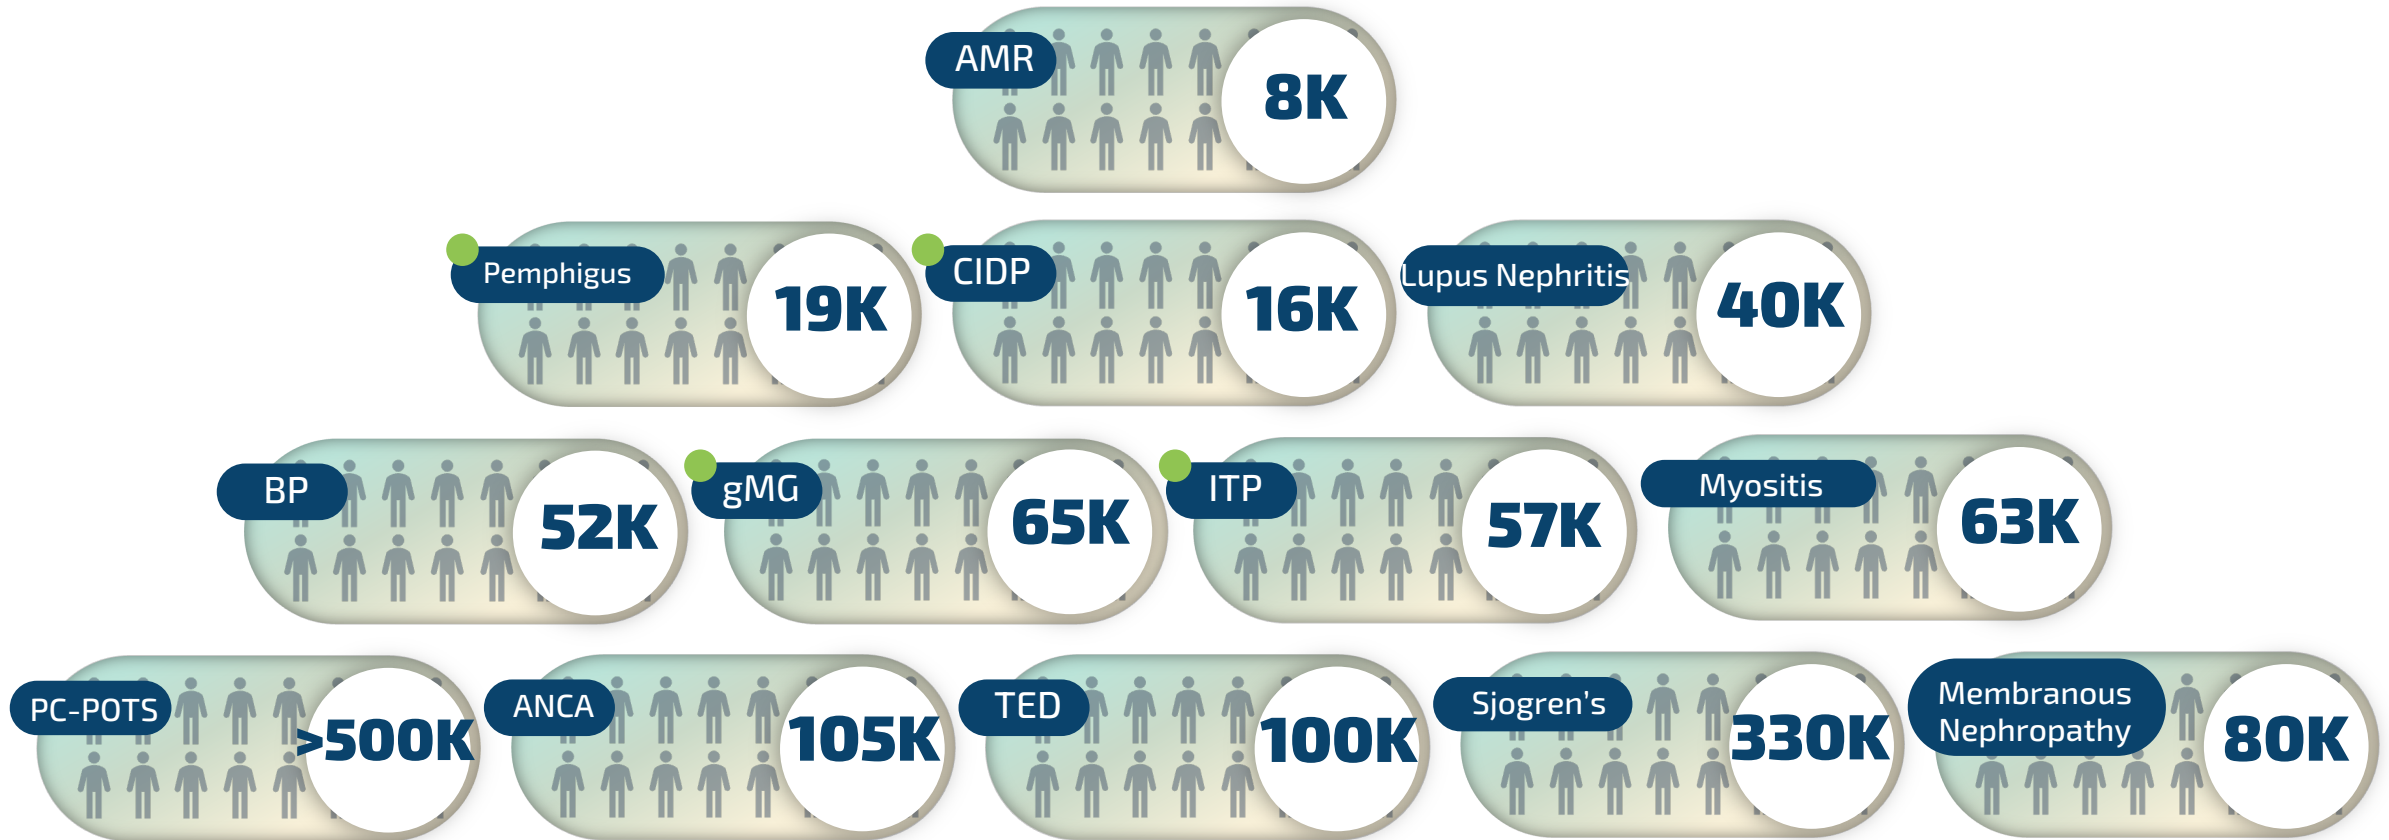 AMR
8K
Pemphigus
19K
CIDP
16K
Lupus Nephritis
40K
BP
52K
gMG
65K
ITP
57K
Myositis
63K
PC-POTS
>500K
ANCA
105K
TED
100K
Sjogren’s
330K
Membranous
Nephropathy
80K